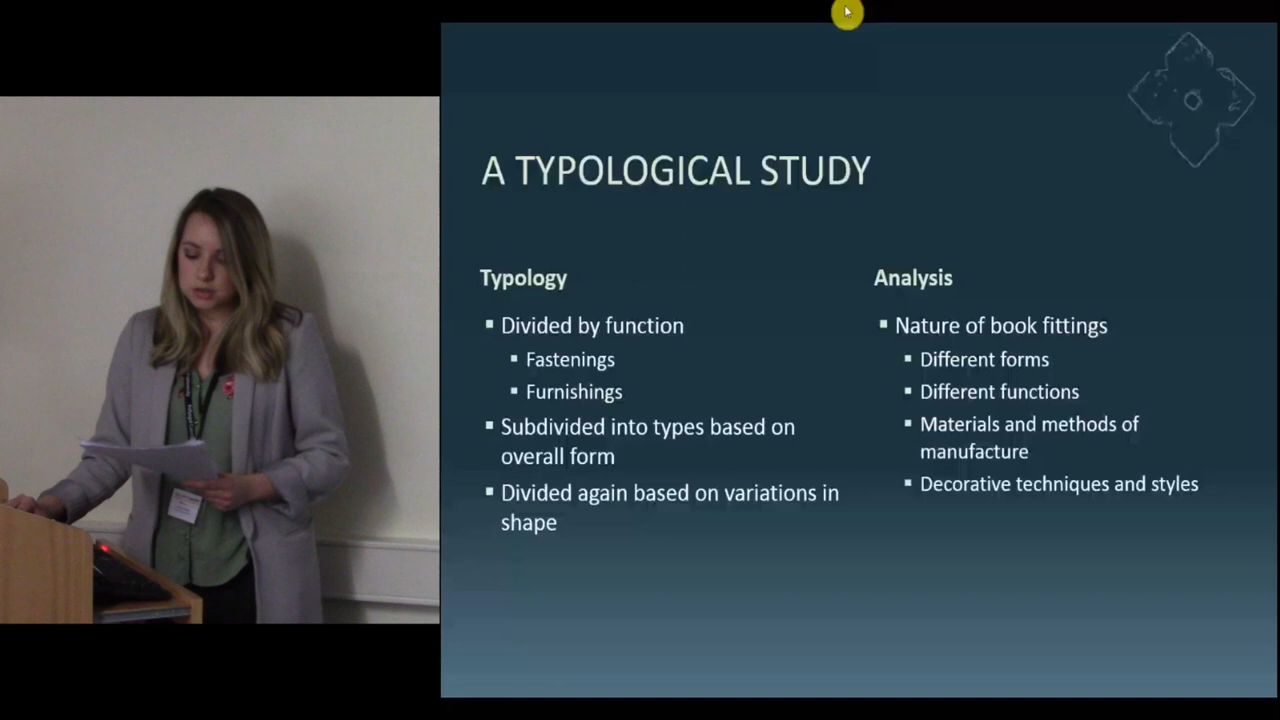 A TYPOLOGICAL STUDY
Typology
Divided by function
Fastenings
Furnishings
Subdivided into types based on
overall form
Divided again based on variations in
shape
Analysis
Nature of book fittings
Different forms
Different functions
Materials and methods of
manufacture
Decorative techniques and styles